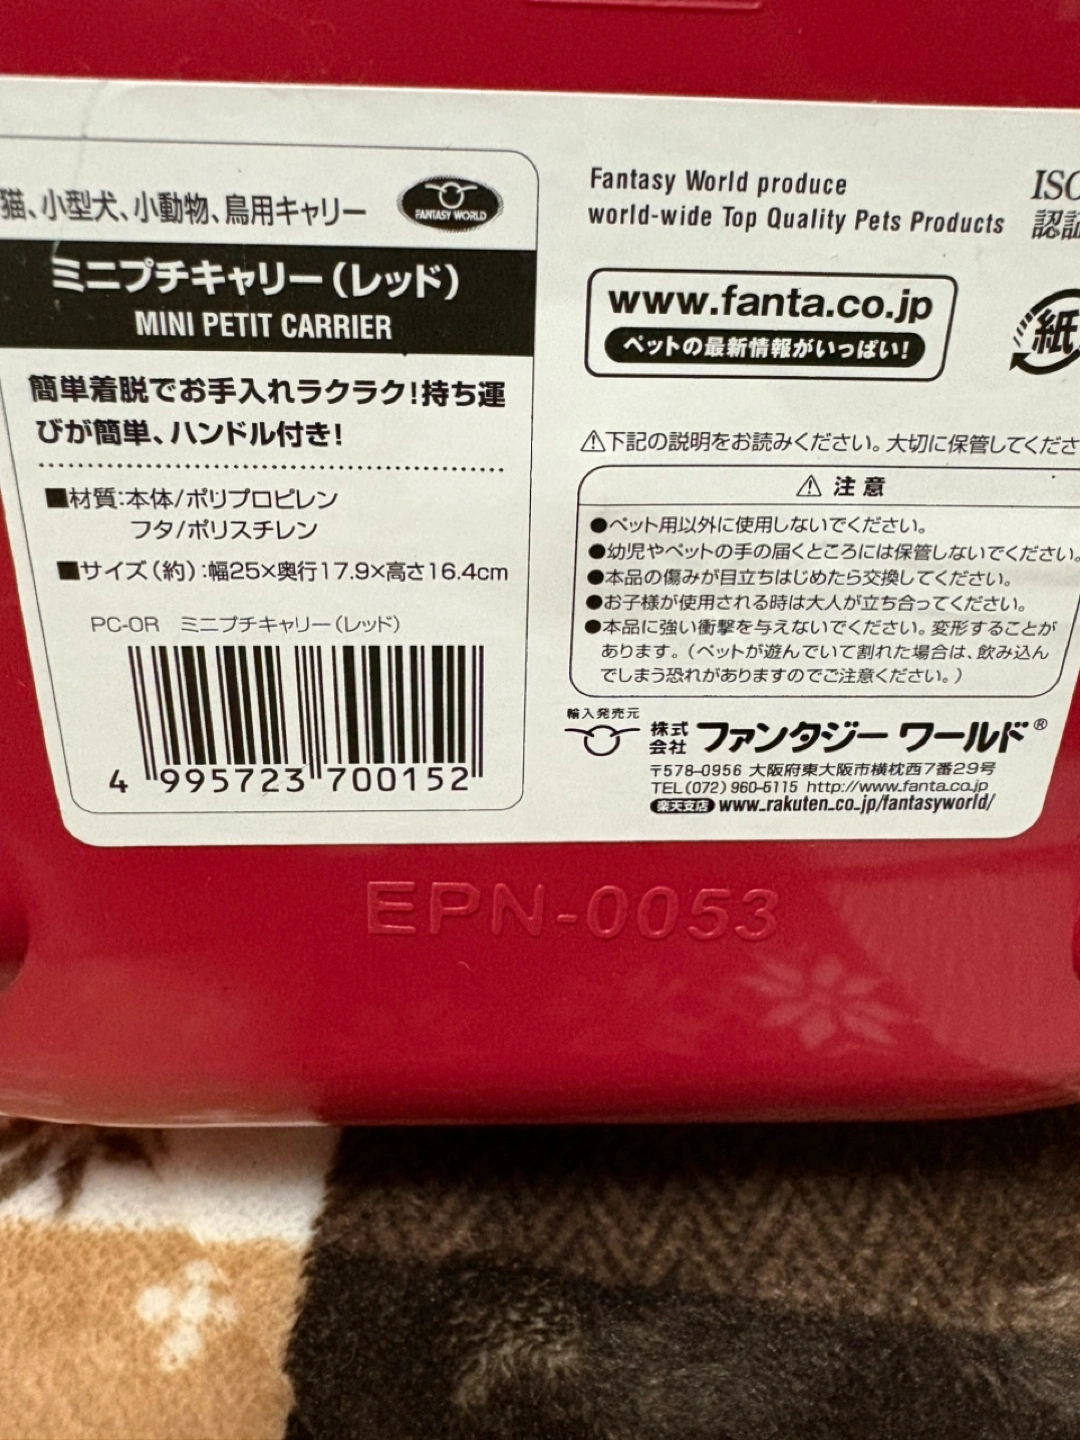 猫、小型犬、小動物、鳥用キャリー
FANTASY WORLD
ミニプチキャリー(レッド)
MINI PETIT CARRIER
簡単着脱でお手入れラクラク!持ち運
びが簡単、ハンドル付き!
■材質:本体/ポリプロピレン
フタ/ポリスチレン
■サイズ(約):幅25×奥行17.9×高さ16.4cm
PC-0R ミニプチキャリー(レッド)
4 995723 700152
Fantasy World produce
world-wide Top Quality Pets Products
ISO
認証
www.fanta.co.jp
ペットの最新情報がいっぱい!
紙
⚠下記の説明をお読みください。大切に保管してくださ
⚠ 注意
●ペット用以外に使用しないでください。
●幼児やペットの手の届くところには保管しないでください。
●本品の傷みが目立ちはじめたら交換してください。
●お子様が使用される時は大人が立ち合ってください。
●本品に強い衝撃を与えないでください。変形することが
あります。(ペットが遊んでいて割れた場合は、飲み込ん
でしまう恐れがありますのでご注意ください。)
輸入発売元
株式会社 ファンタジー ワールド®
〒578-0956 大阪府東大阪市横枕西7番29号
TEL(072)960-5115 http://www.fanta.co.jp
楽天支店 www.rakuten.co.jp/fantasyworld/
EPN-0053